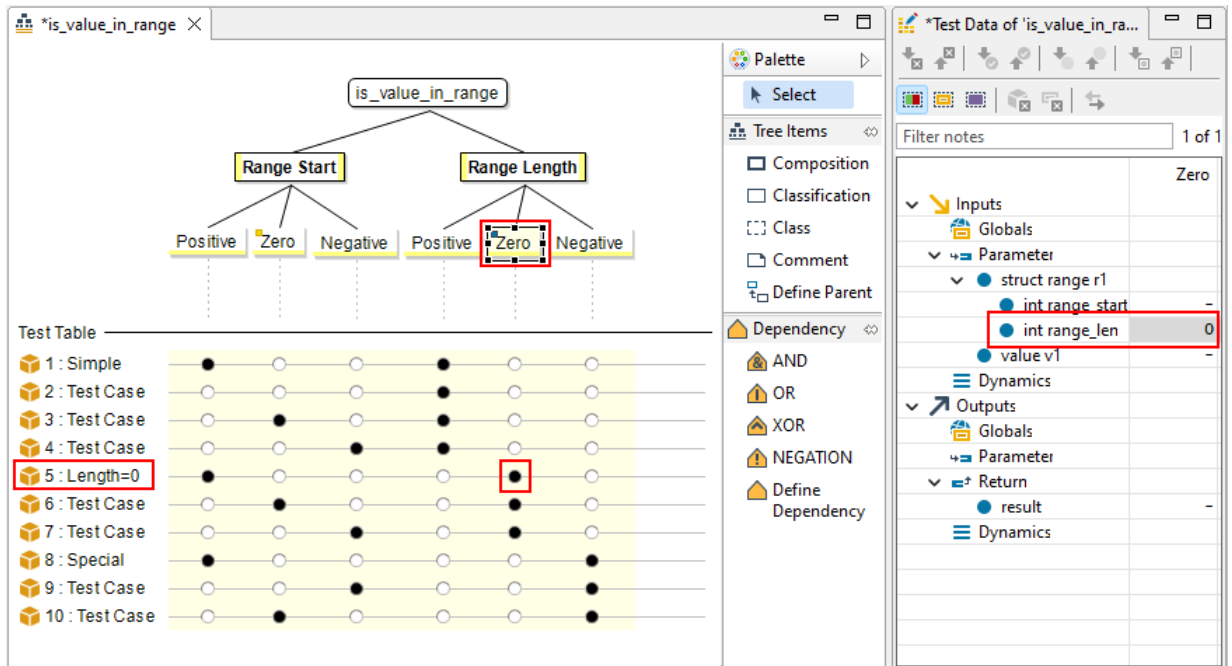 *is_value_in_range
is_value_in_range
Range Start
Range Length
Positive
Zero
Negative
Positive
Zero
Negative
Test Table
1 : Simple
2 : Test Case
3 : Test Case
4 : Test Case
5 : Length=0
6 : Test Case
7 : Test Case
8 : Special
9 : Test Case
10 : Test Case
Palette
Select
Tree Items
Composition
Classification
Class
Comment
Define Parent
Dependency
AND
OR
XOR
NEGATION
Define
Dependency
*Test Data of 'is_value_in_ra...
Filter notes
1 of 1
Zero
Inputs
Globals
Parameter
struct range r1
int range_start -
int range_len 0
value v1 -
Dynamics
Outputs
Globals
Parameter
Return
result -
Dynamics